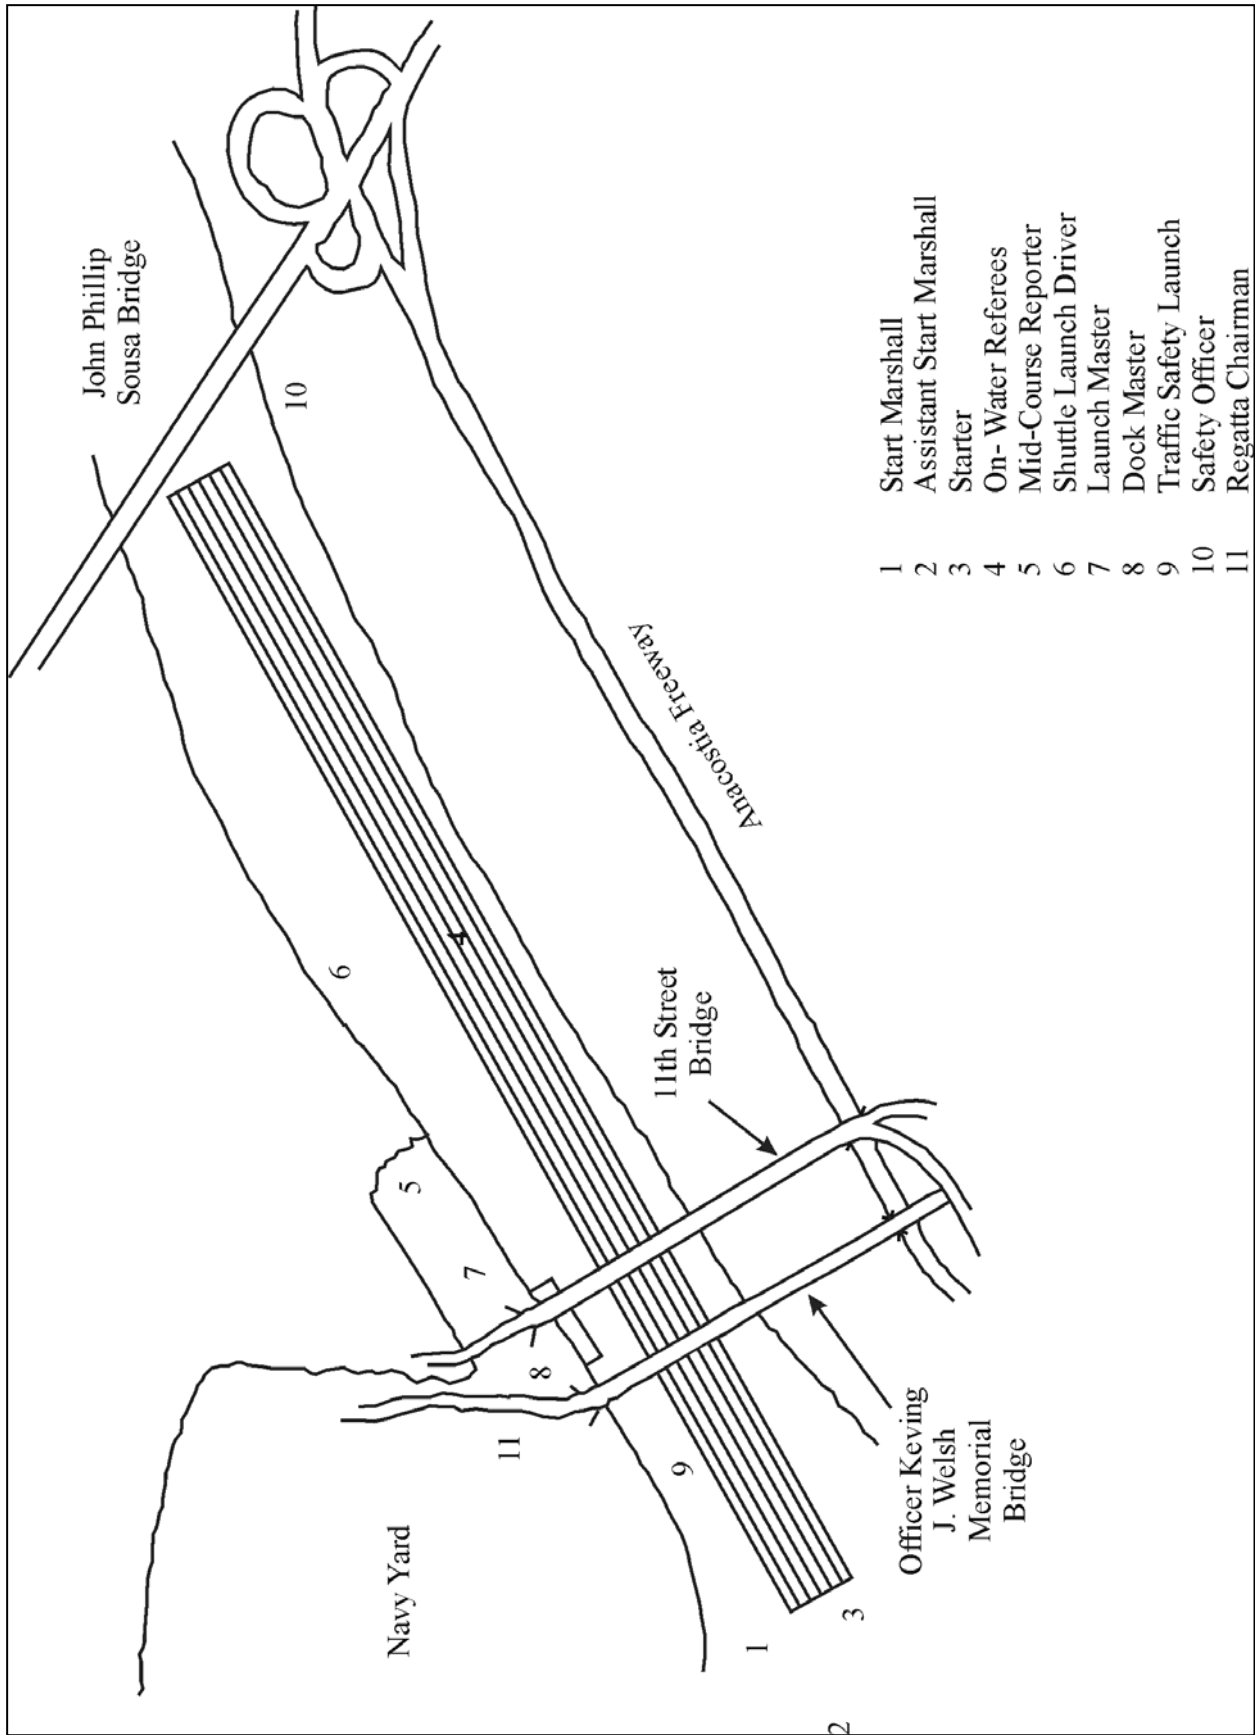 John Phillip
Sousa Bridge
10
6
4
5
7
8
11
9
1
3
2
Navy Yard
Anacostia Freeway
11th Street
Bridge
Officer Keving
J. Welsh
Memorial
Bridge
1 Start Marshall
2 Assistant Start Marshall
3 Starter
4 On- Water Referees
5 Mid-Course Reporter
6 Shuttle Launch Driver
7 Launch Master
8 Dock Master
9 Traffic Safety Launch
10 Safety Officer
11 Regatta Chairman